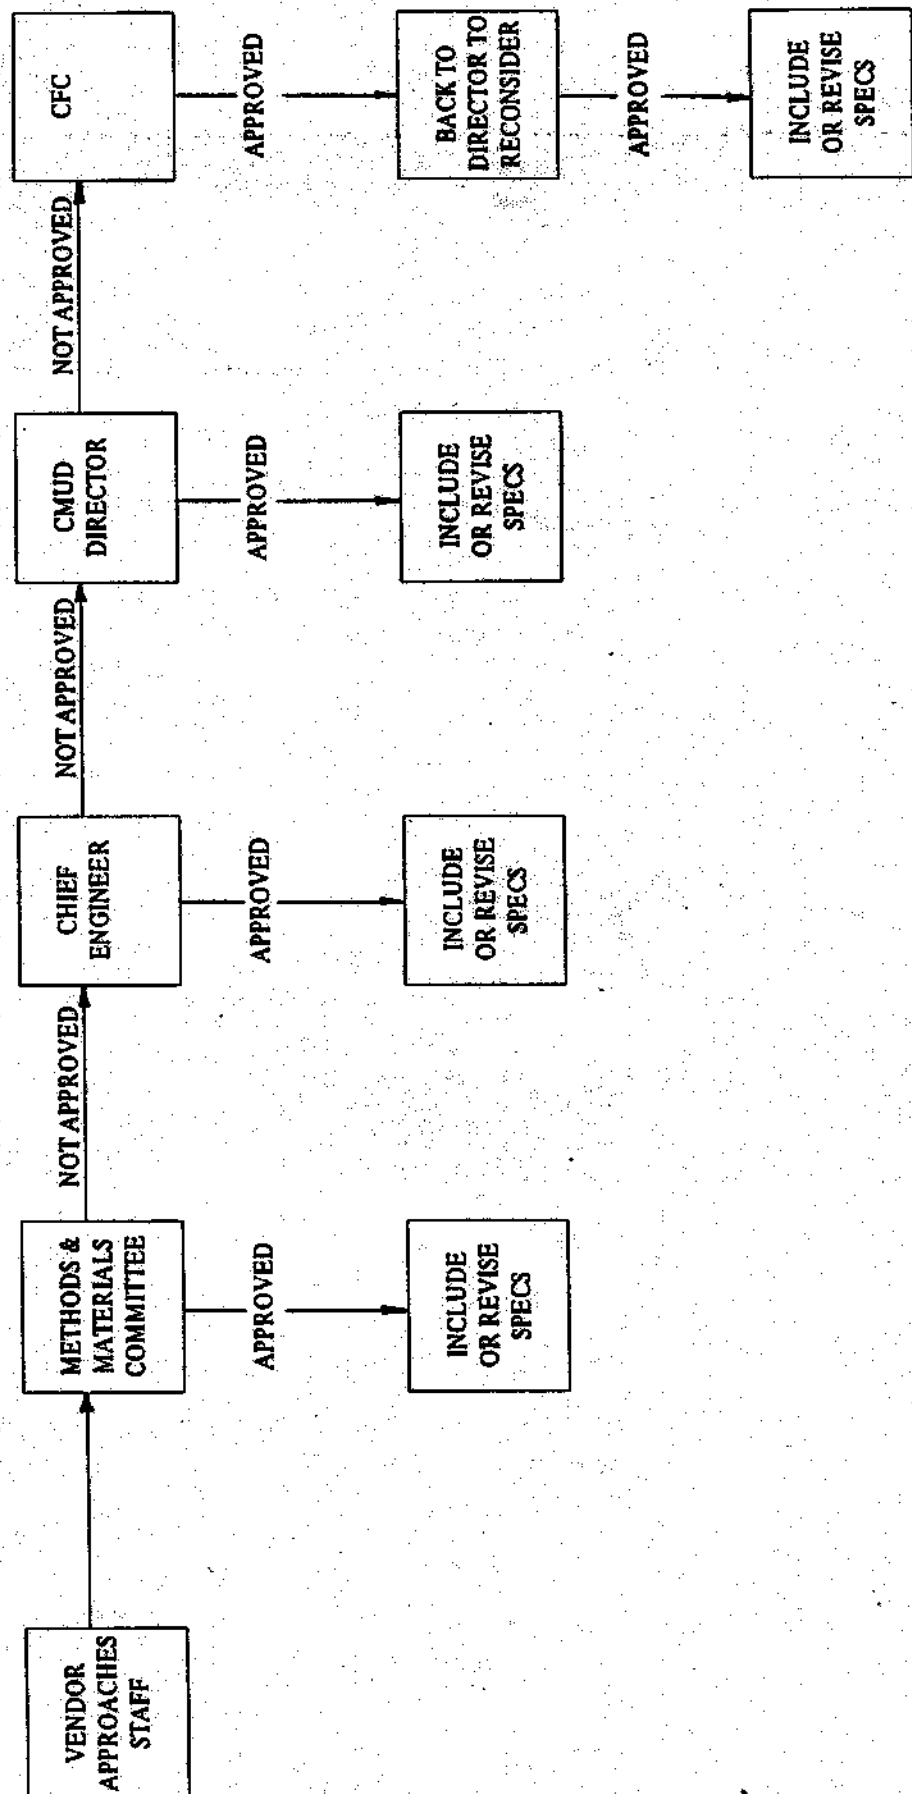 VENDOR
APPROACHES
STAFF
METHODS &
MATERIALS
COMMITTEE
NOT APPROVED
CHIEF
ENGINEER
NOT APPROVED
CMUD
DIRECTOR
NOT APPROVED
CFC
APPROVED
APPROVED
APPROVED
APPROVED
INCLUDE
OR REVISE
SPECS
INCLUDE
OR REVISE
SPECS
INCLUDE
OR REVISE
SPECS
BACK TO
DIRECTOR TO
RECONSIDER
APPROVED
INCLUDE
OR REVISE
SPECS